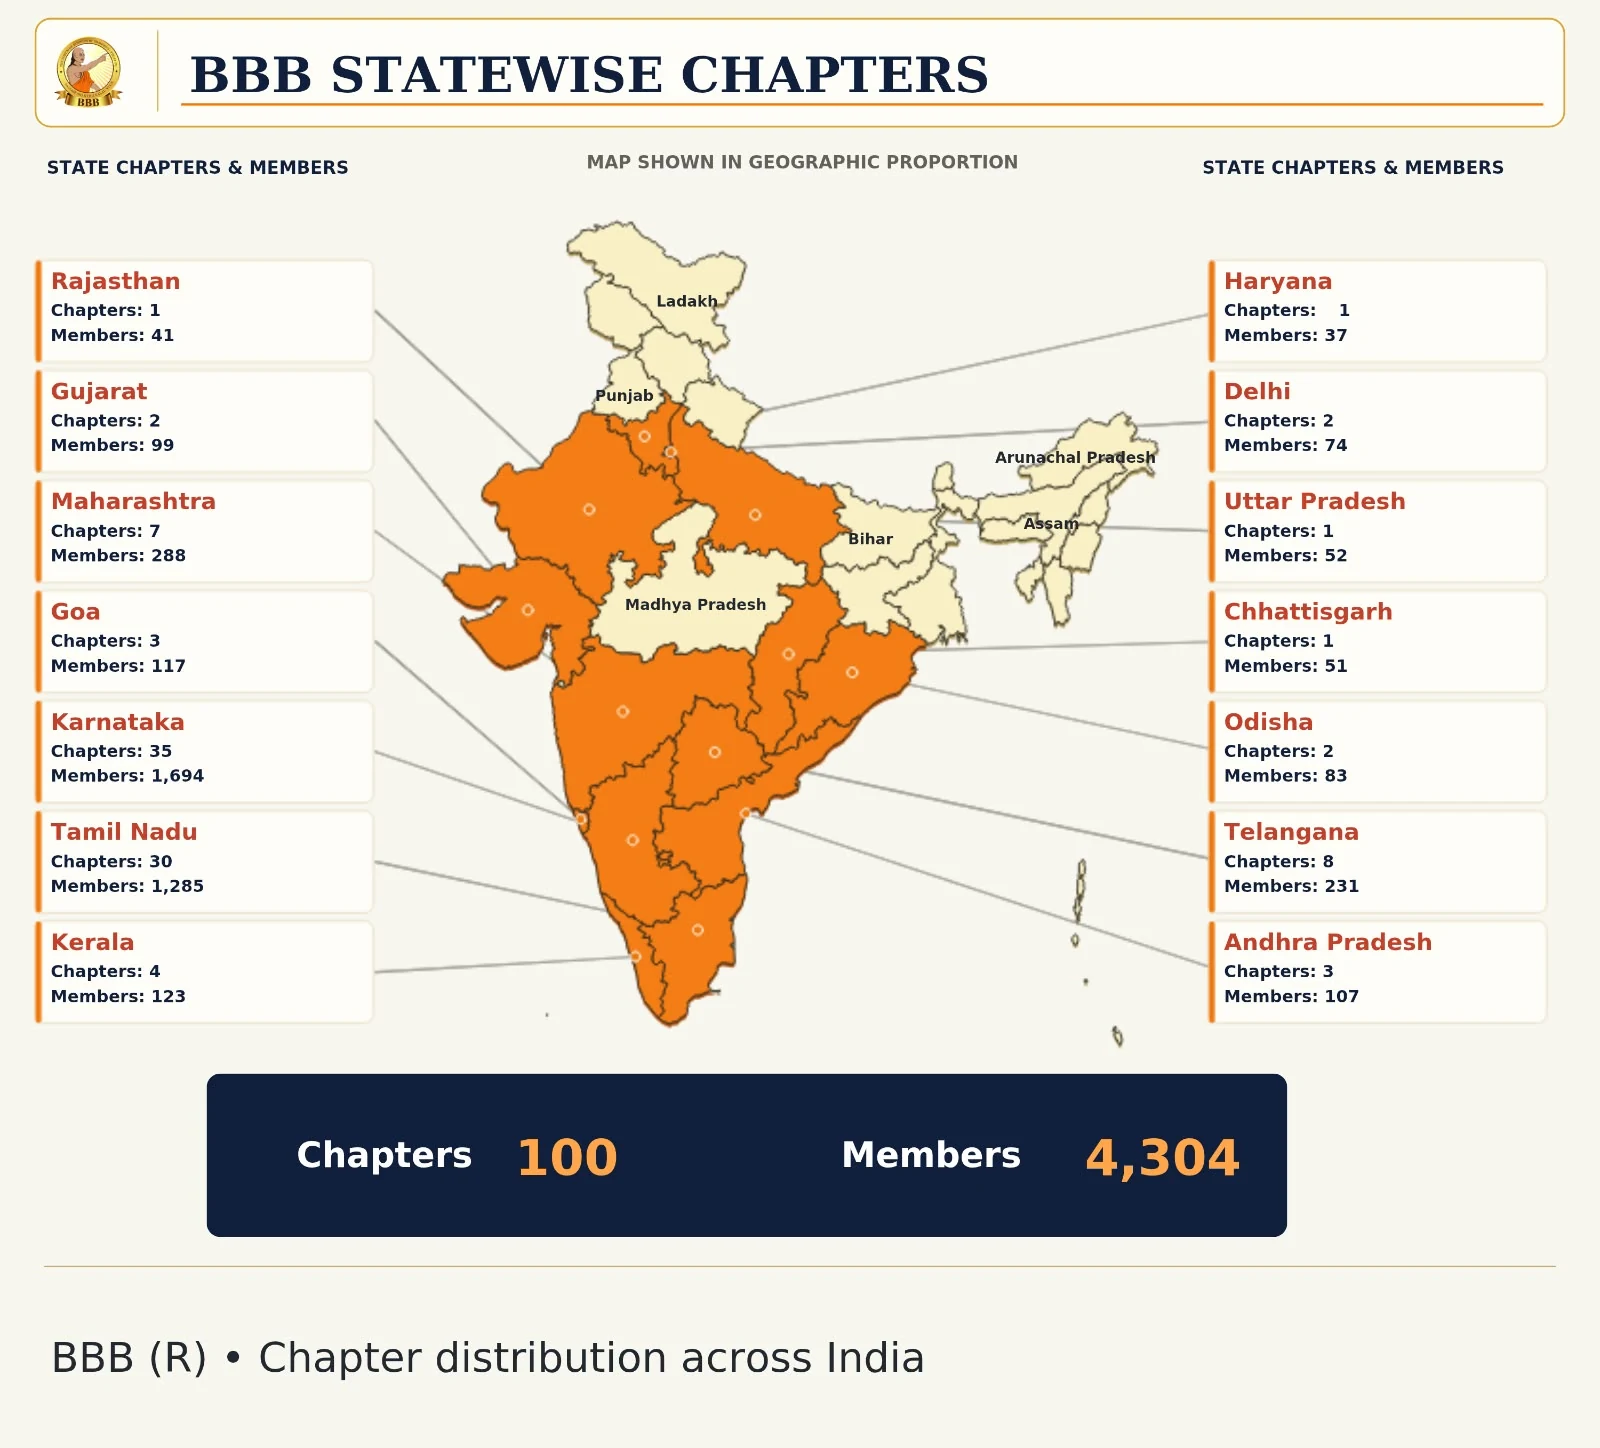 BBB
BBB STATEWISE CHAPTERS
STATE CHAPTERS & MEMBERS
MAP SHOWN IN GEOGRAPHIC PROPORTION
STATE CHAPTERS & MEMBERS
Rajasthan
Chapters: 1
Members: 41
Gujarat
Chapters: 2
Members: 99
Maharashtra
Chapters: 7
Members: 288
Goa
Chapters: 3
Members: 117
Karnataka
Chapters: 35
Members: 1,694
Tamil Nadu
Chapters: 30
Members: 1,285
Kerala
Chapters: 4
Members: 123
Ladakh
Punjab
Arunachal Pradesh
Assam
Bihar
Madhya Pradesh
Haryana
Chapters: 1
Members: 37
Delhi
Chapters: 2
Members: 74
Uttar Pradesh
Chapters: 1
Members: 52
Chhattisgarh
Chapters: 1
Members: 51
Odisha
Chapters: 2
Members: 83
Telangana
Chapters: 8
Members: 231
Andhra Pradesh
Chapters: 3
Members: 107
Chapters 100
Members 4,304
BBB (R) • Chapter distribution across India